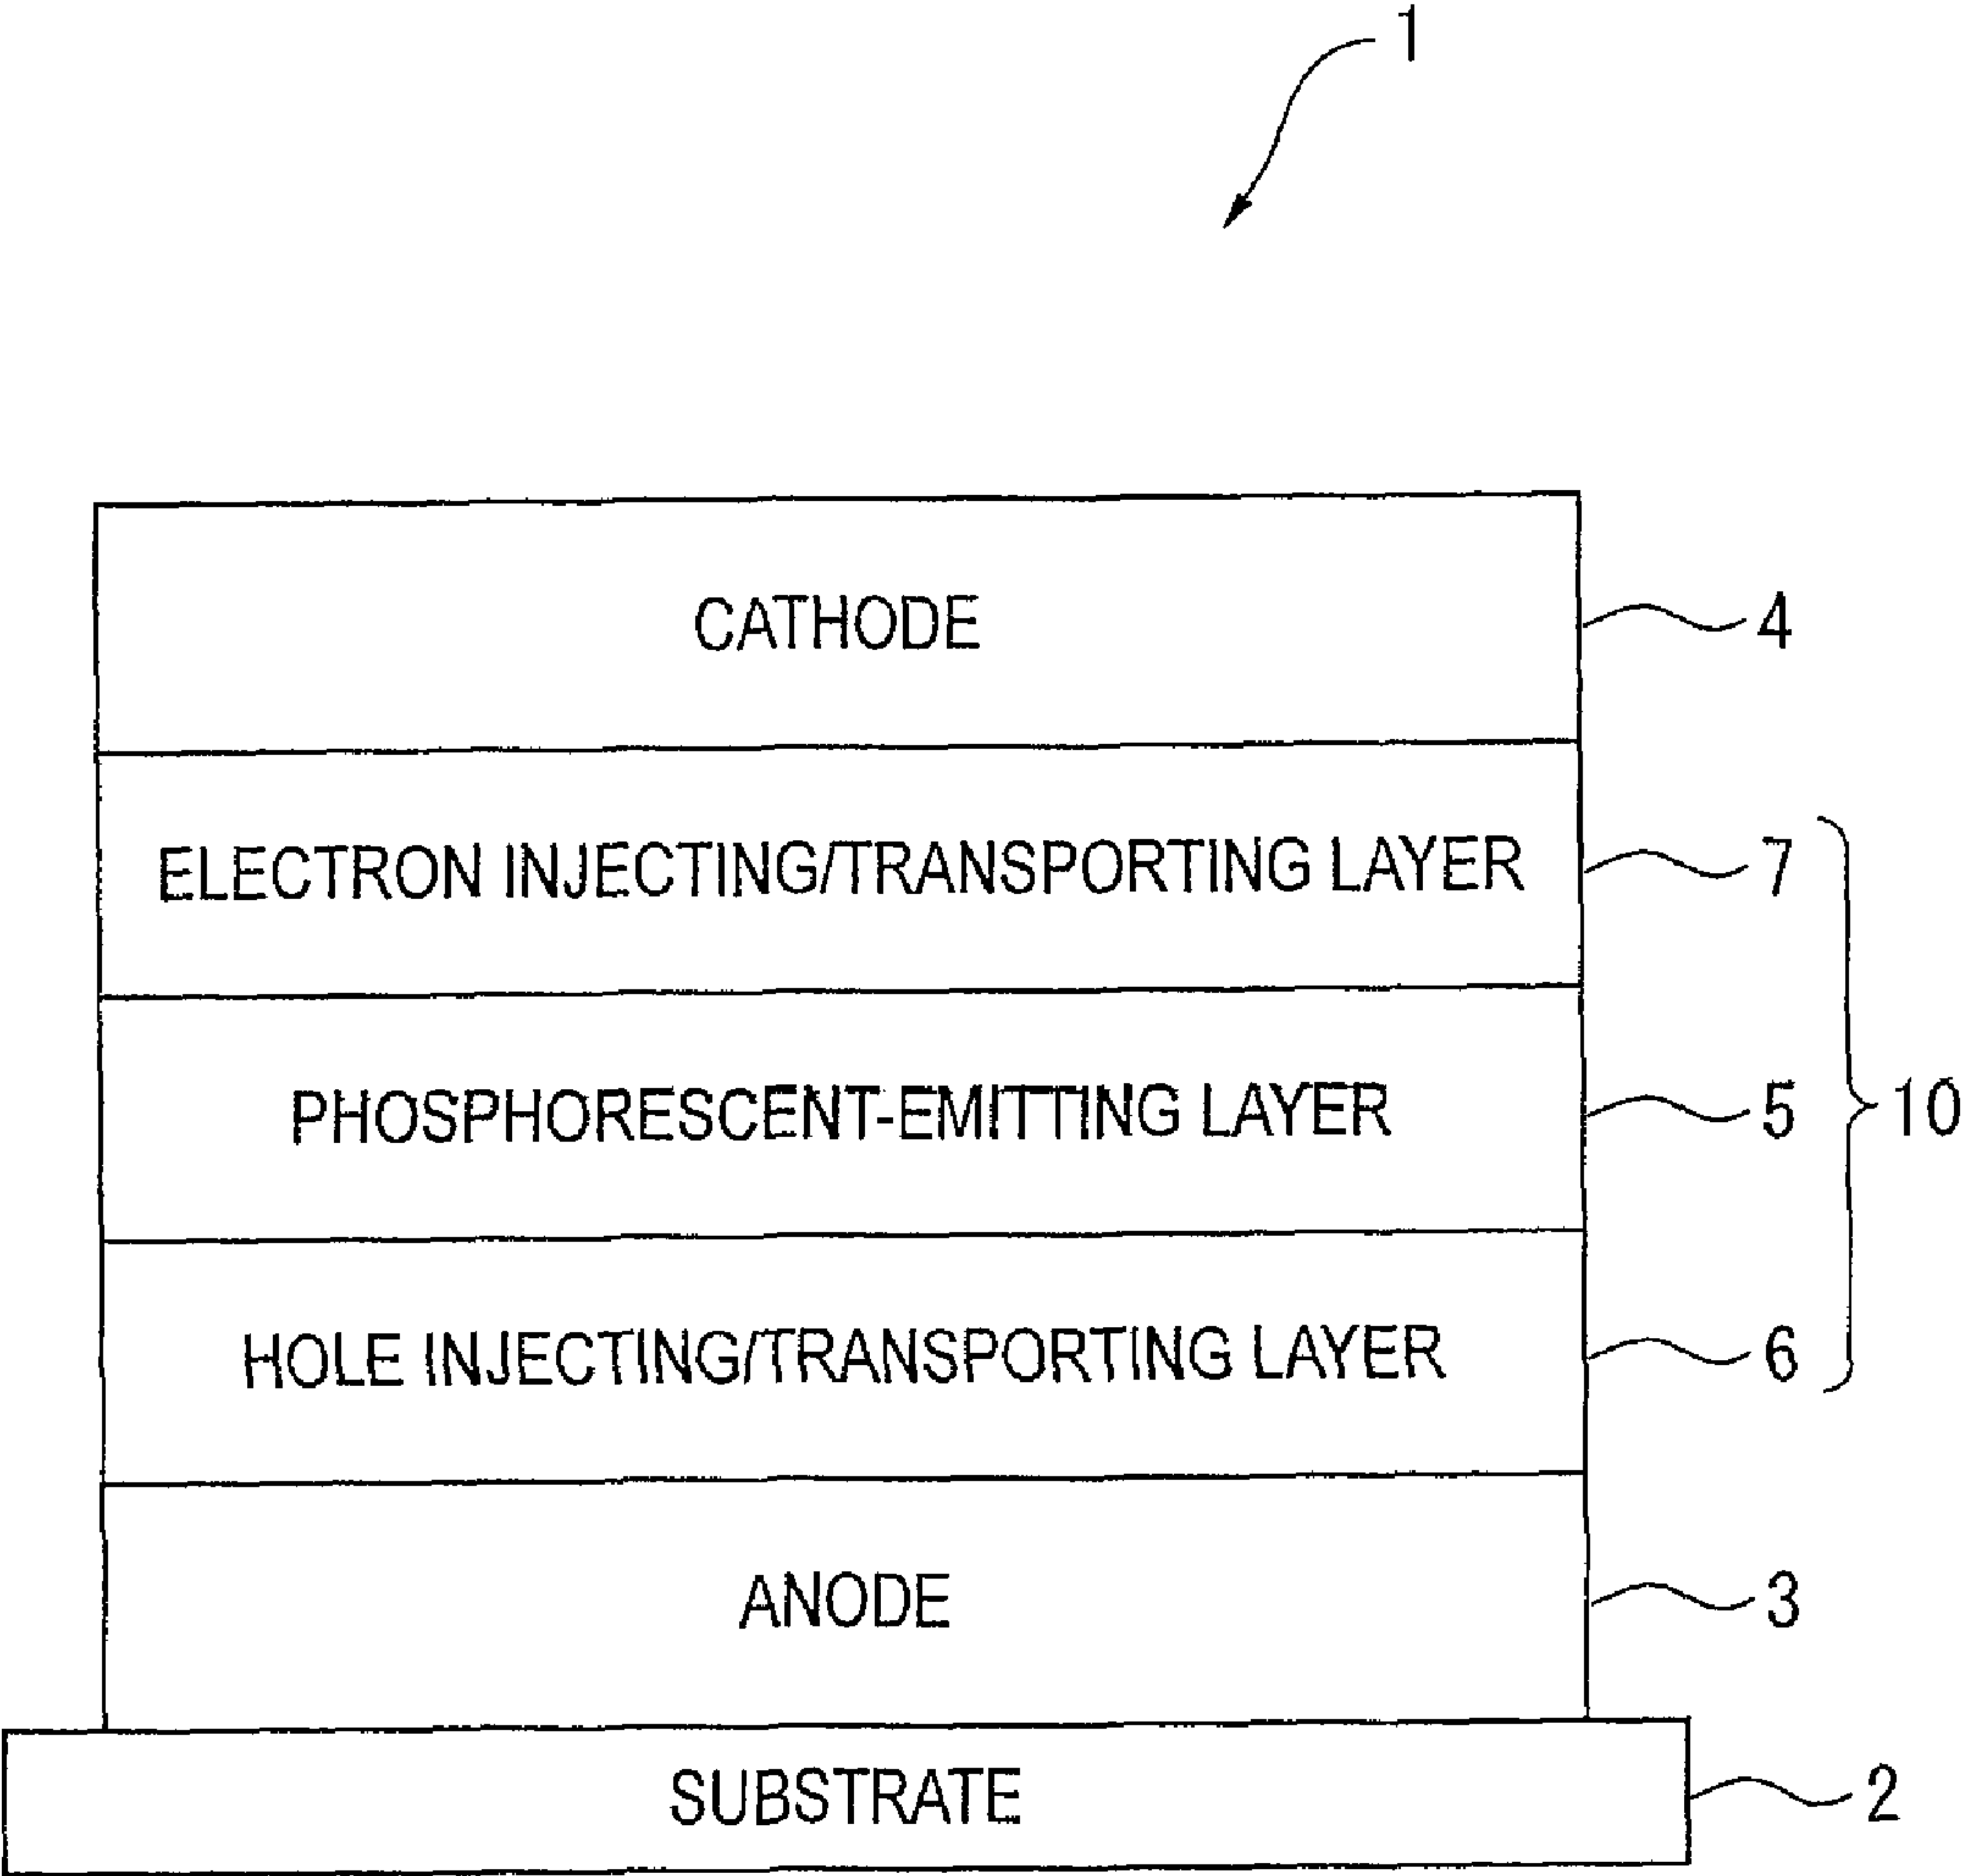 1
CATHODE 4
ELECTRON INJECTING/TRANSPORTING LAYER 7
PHOSPHORESCENT-EMITTING LAYER 5 10
HOLE INJECTING/TRANSPORTING LAYER 6
ANODE 3
SUBSTRATE 2